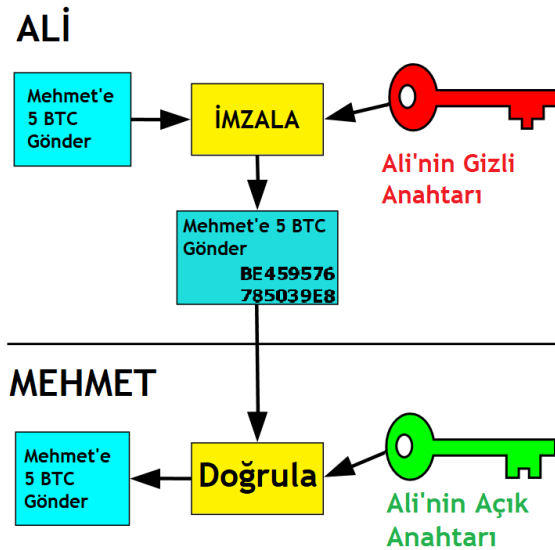 ALİ
Mehmet'e
5 BTC
Gönder
İMZALA
Ali'nin Gizli
Anahtarı
Mehmet'e 5 BTC
Gönder
BE459576
785039E8
MEHMET
Mehmet'e
5 BTC
Gönder
Doğrula
Ali'nin Açık
Anahtarı